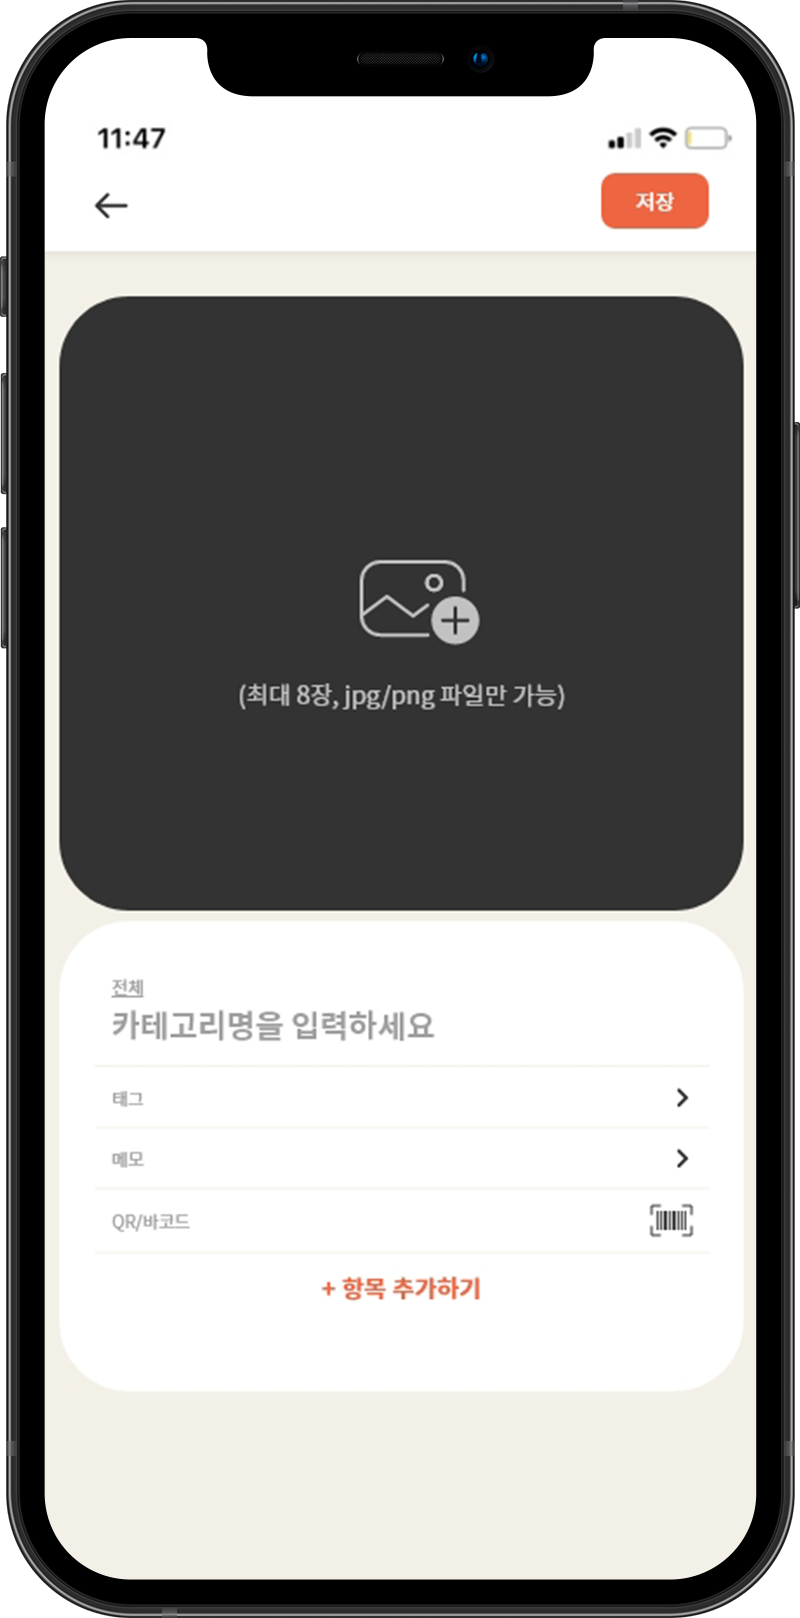 11:47
저장
(최대 8장, jpg/png 파일만 가능)
전체
카테고리명을 입력하세요
태그
메모
QR/바코드
+ 항목 추가하기